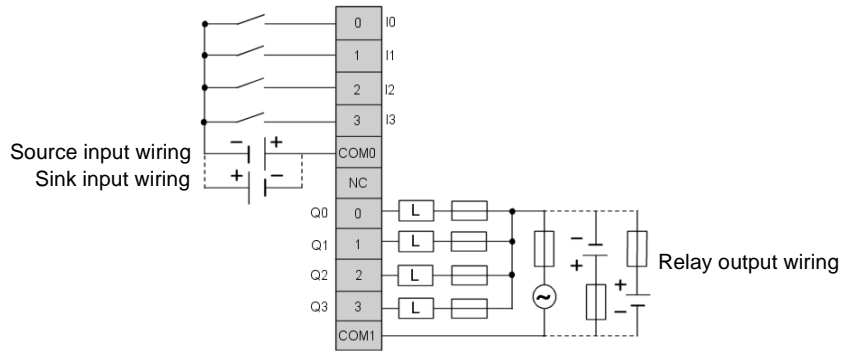 0 I0
1 I1
2 I2
3 I3
Source input wiring − + COM0
Sink input wiring + −
NC
Q0 0 L
Q1 1 L
Q2 2 L
Q3 3 L
− + + −
~
Relay output wiring
COM1